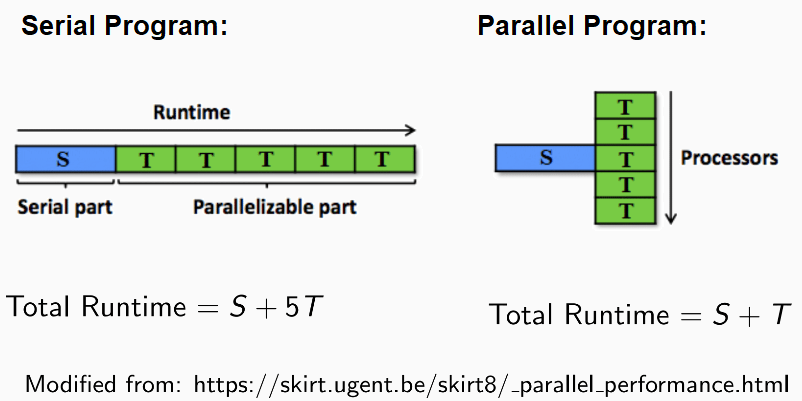 Serial Program:
Parallel Program:
Runtime
S T T T T T
Serial part
Parallelizable part
T
T
S T
T
T
Processors
Total Runtime = S + 5T
Total Runtime = S + T
Modified from: https://skirt.ugent.be/skirt8/_parallel_performance.html